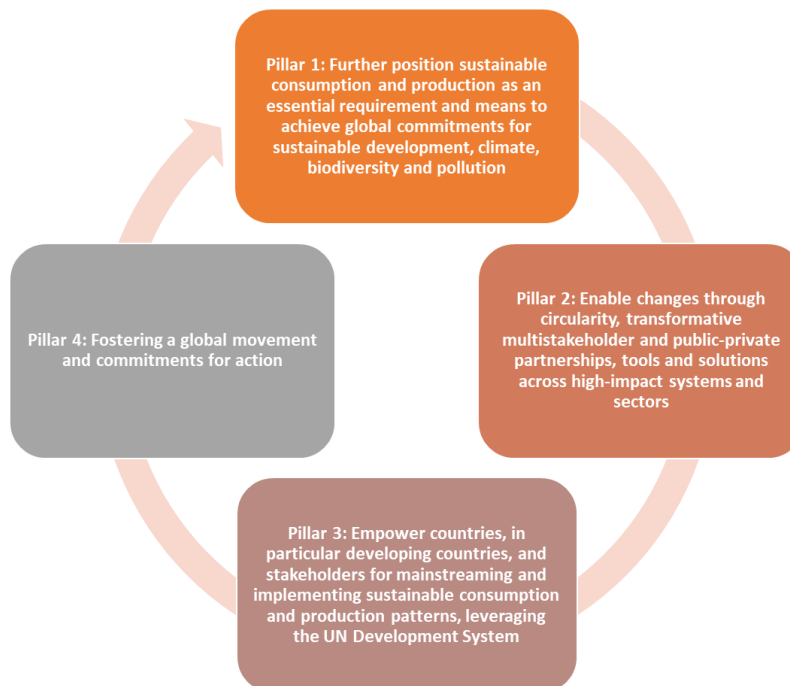 Pillar 1: Further position sustainable
consumption and production as an
essential requirement and means to
achieve global commitments for
sustainable development, climate,
biodiversity and pollution
Pillar 2: Enable changes through
circularity, transformative
multistakeholder and public-private
partnerships, tools and solutions
across high-impact systems and
sectors
Pillar 3: Empower countries, in
particular developing countries, and
stakeholders for mainstreaming and
implementing sustainable consumption
and production patterns, leveraging
the UN Development System
Pillar 4: Fostering a global movement
and commitments for action